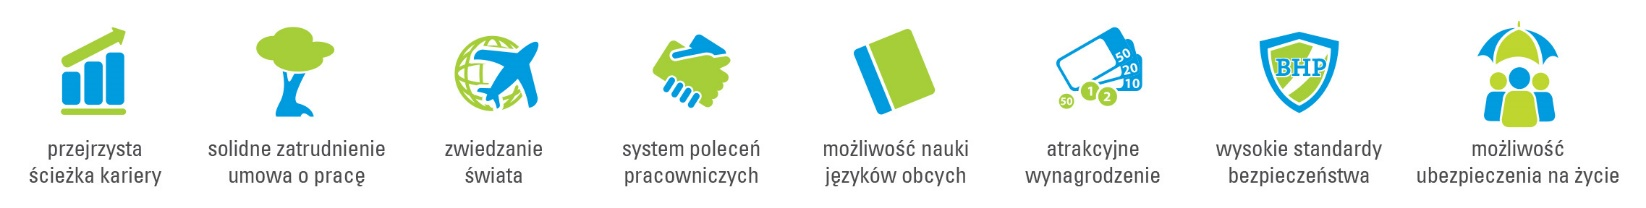 przejrzysta
ścieżka kariery
solidne zatrudnienie
umowa o pracę
zwiedzanie
świata
system poleceń
pracowniczych
możliwość nauki
języków obcych
50
20
10
50
1
2
atrakcyjne
wynagrodzenie
BHP
wysokie standardy
bezpieczeństwa
możliwość
ubezpieczenia na życie